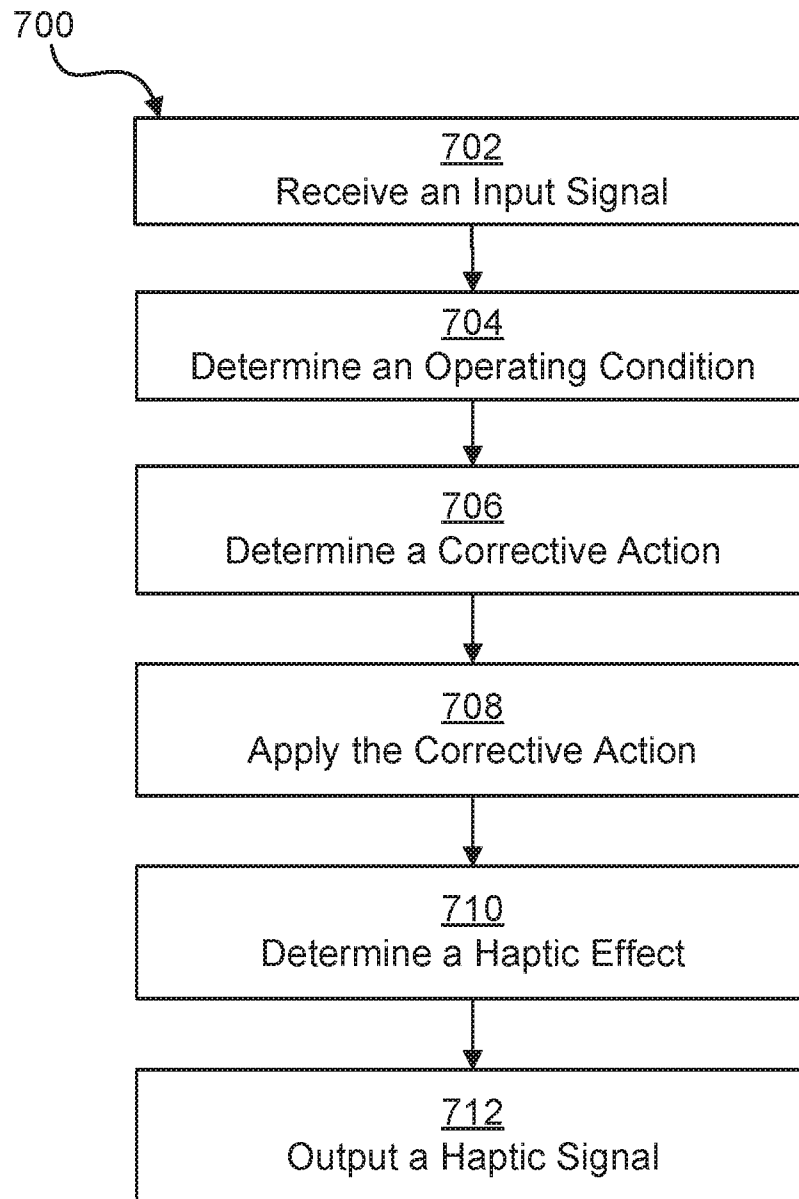 700
702
Receive an Input Signal
704
Determine an Operating Condition
706
Determine a Corrective Action
708
Apply the Corrective Action
710
Determine a Haptic Effect
712
Output a Haptic Signal